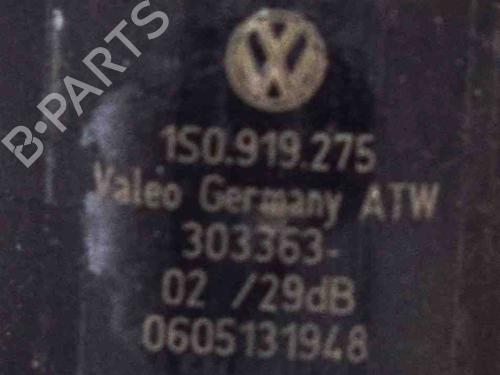 B-PARTS
1S0.919.275
Valeo Germany ATW
303363-
02 /29dB
0605131948